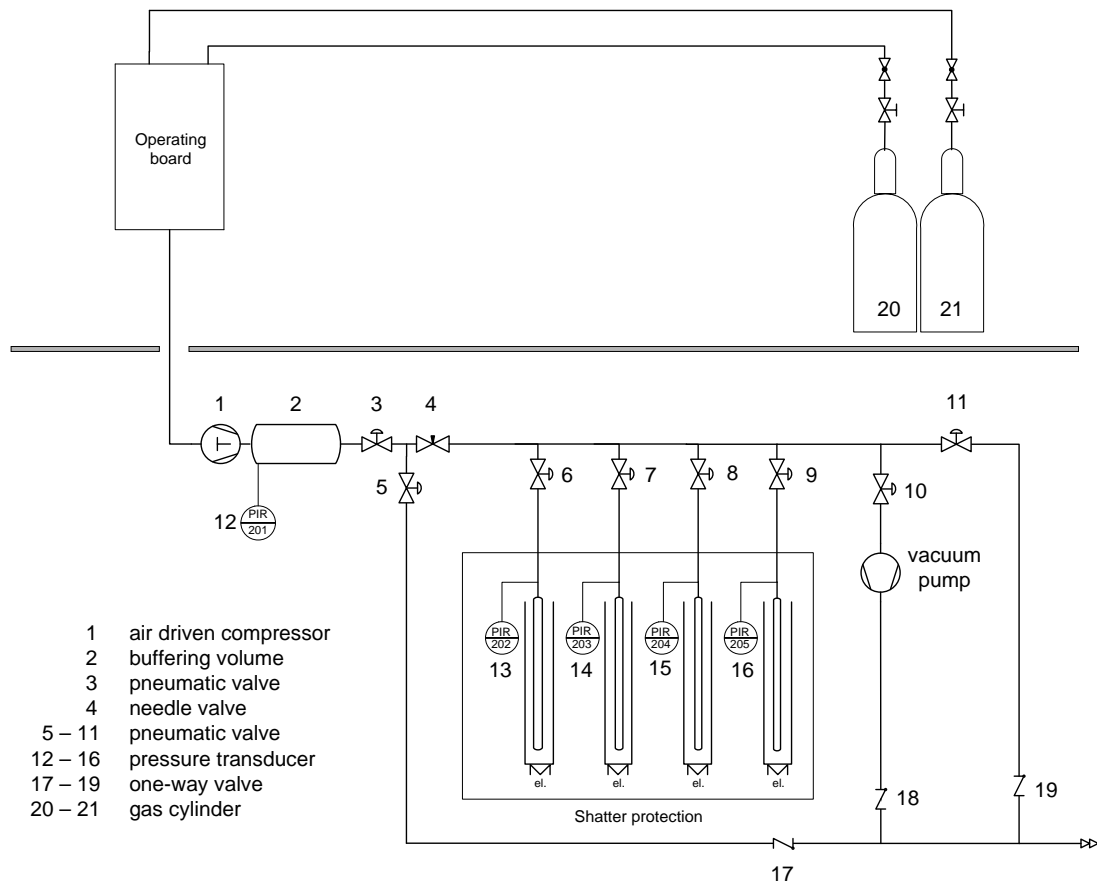 Operating
board
20 21
1 2 3 4 11
5 6 7 8 9 10
12 PIR
201
vacuum
pump
PIR
202
PIR
203
PIR
204
PIR
205
13 14 15 16
el. el. el. el.
Shatter protection
1 air driven compressor
2 buffering volume
3 pneumatic valve
4 needle valve
5 – 11 pneumatic valve
12 – 16 pressure transducer
17 – 19 one-way valve
20 – 21 gas cylinder
18 19
17